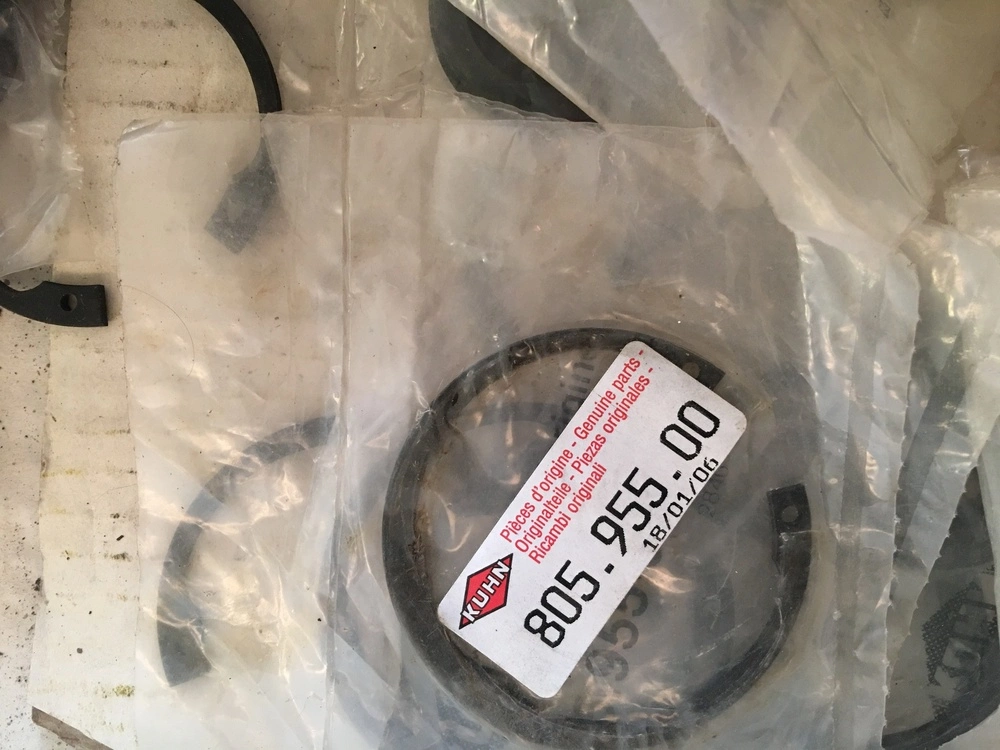 Pièces d'origine - Genuine parts -
Originalteile - Piezas originales -
Ricambi originali
KUHN
805.955.00
18/01/06